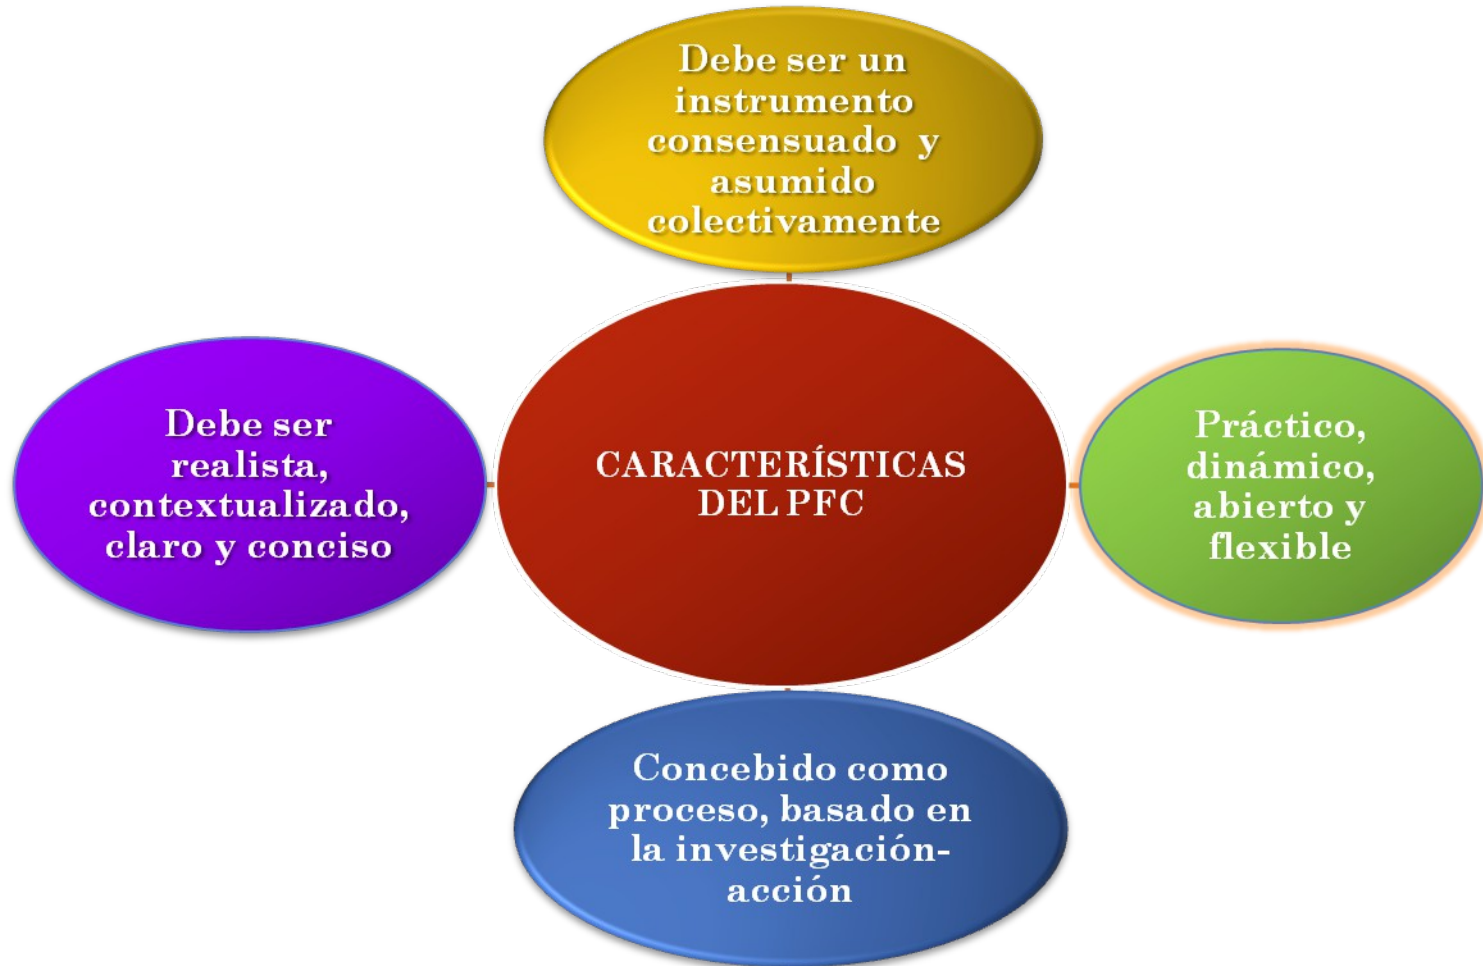 Debe ser un
instrumento
consensuado y
asumido
colectivamente
Debe ser
realista,
contextualizado,
claro y conciso
CARACTERÍSTICAS
DEL PFC
Práctico,
dinámico,
abierto y
flexible
Concebido como
proceso, basado en
la investigación-
acción